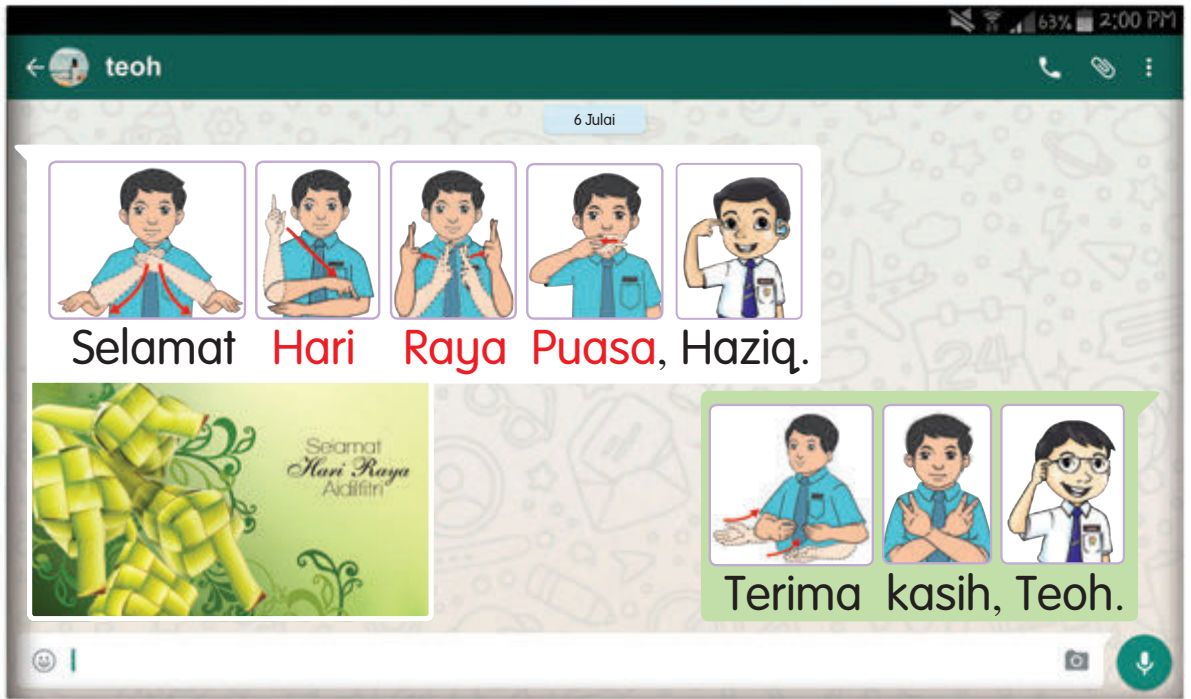 63% 2:00 PM
teoh
6 Julai
Selamat Hari Raya Puasa, Haziq.
Selamat
Hari Raya
Aidilfitri
24
Terima kasih, Teoh.